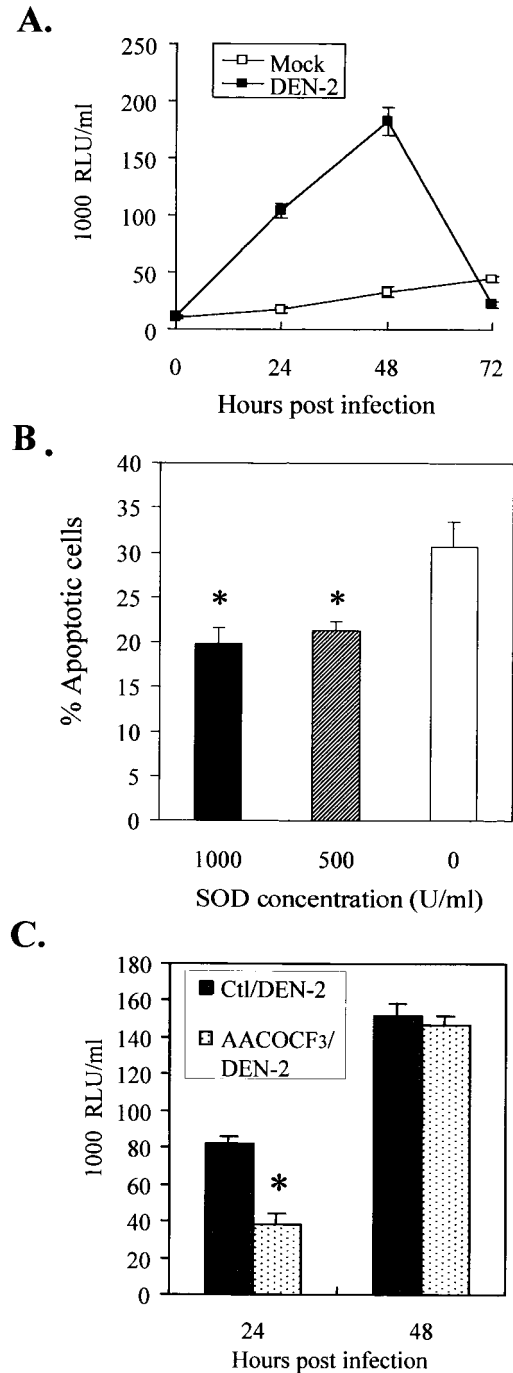 A.
250
200
150
100
50
0
1000 RLU/ml
Mock
DEN-2
0 24 48 72
Hours post infection
B.
40
35
30
25
20
15
10
5
0
% Apoptotic cells
* *
1000 500 0
SOD concentration (U/ml)
C.
180
160
140
120
100
80
60
40
20
0
1000 RLU/ml
Ctl/DEN-2
AACOCF3/
DEN-2
*
24 48
Hours post infection